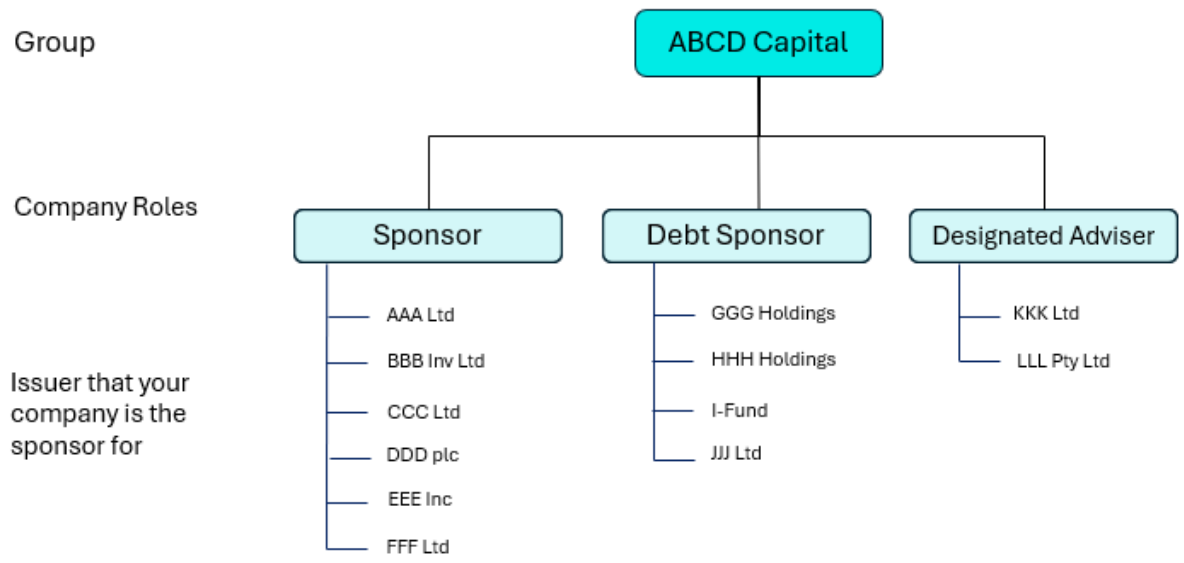 Group
ABCD Capital
Company Roles
Sponsor
Debt Sponsor
Designated Adviser
Issuer that your
company is the
sponsor for
AAA Ltd
BBB Inv Ltd
CCC Ltd
DDD plc
EEE Inc
FFF Ltd
GGG Holdings
HHH Holdings
I-Fund
JJJ Ltd
KKK Ltd
LLL Pty Ltd